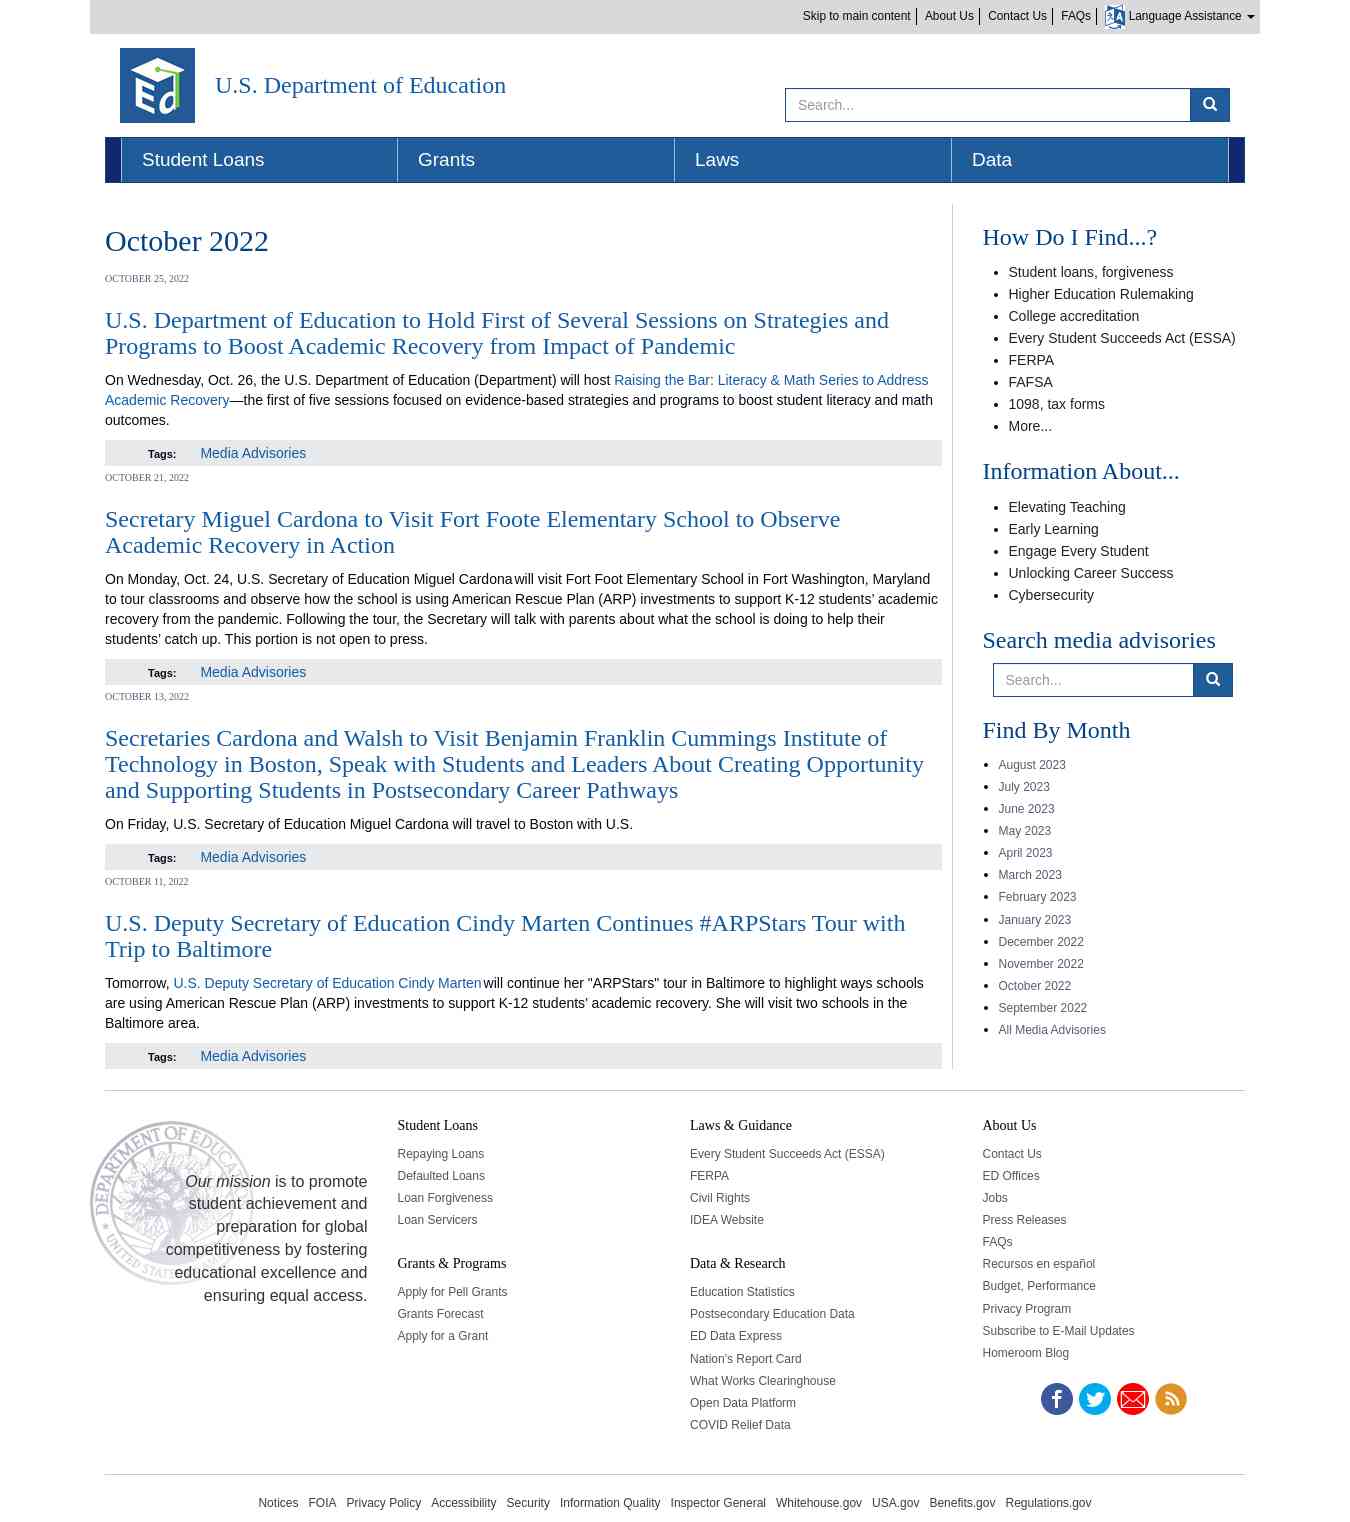 Skip to main content
About Us
Contact Us
FAQs
Language Assistance
U.S. Department of Education
Search...
Student Loans
Grants
Laws
Data
October 2022
OCTOBER 25, 2022
U.S. Department of Education to Hold First of Several Sessions on Strategies and
Programs to Boost Academic Recovery from Impact of Pandemic
On Wednesday, Oct. 26, the U.S. Department of Education (Department) will host Raising the Bar: Literacy & Math Series to Address
Academic Recovery—the first of five sessions focused on evidence-based strategies and programs to boost student literacy and math
outcomes.
Tags: Media Advisories
OCTOBER 21, 2022
Secretary Miguel Cardona to Visit Fort Foote Elementary School to Observe
Academic Recovery in Action
On Monday, Oct. 24, U.S. Secretary of Education Miguel Cardona will visit Fort Foot Elementary School in Fort Washington, Maryland
to tour classrooms and observe how the school is using American Rescue Plan (ARP) investments to support K-12 students' academic
recovery from the pandemic. Following the tour, the Secretary will talk with parents about what the school is doing to help their
students' catch up. This portion is not open to press.
Tags: Media Advisories
OCTOBER 13, 2022
Secretaries Cardona and Walsh to Visit Benjamin Franklin Cummings Institute of
Technology in Boston, Speak with Students and Leaders About Creating Opportunity
and Supporting Students in Postsecondary Career Pathways
On Friday, U.S. Secretary of Education Miguel Cardona will travel to Boston with U.S.
Tags: Media Advisories
OCTOBER 11, 2022
U.S. Deputy Secretary of Education Cindy Marten Continues #ARPStars Tour with
Trip to Baltimore
Tomorrow, U.S. Deputy Secretary of Education Cindy Marten will continue her "ARPStars" tour in Baltimore to highlight ways schools
are using American Rescue Plan (ARP) investments to support K-12 students' academic recovery. She will visit two schools in the
Baltimore area.
Tags: Media Advisories
How Do I Find...?
Student loans, forgiveness
Higher Education Rulemaking
College accreditation
Every Student Succeeds Act (ESSA)
FERPA
FAFSA
1098, tax forms
More...
Information About...
Elevating Teaching
Early Learning
Engage Every Student
Unlocking Career Success
Cybersecurity
Search media advisories
Search...
Find By Month
August 2023
July 2023
June 2023
May 2023
April 2023
March 2023
February 2023
January 2023
December 2022
November 2022
October 2022
September 2022
All Media Advisories
Our mission is to promote
student achievement and
preparation for global
competitiveness by fostering
educational excellence and
ensuring equal access.
Student Loans
Repaying Loans
Defaulted Loans
Loan Forgiveness
Loan Servicers
Grants & Programs
Apply for Pell Grants
Grants Forecast
Apply for a Grant
Laws & Guidance
Every Student Succeeds Act (ESSA)
FERPA
Civil Rights
IDEA Website
Data & Research
Education Statistics
Postsecondary Education Data
ED Data Express
Nation's Report Card
What Works Clearinghouse
Open Data Platform
COVID Relief Data
About Us
Contact Us
ED Offices
Jobs
Press Releases
FAQs
Recursos en español
Budget, Performance
Privacy Program
Subscribe to E-Mail Updates
Homeroom Blog
Notices FOIA Privacy Policy Accessibility Security Information Quality Inspector General Whitehouse.gov USA.gov Benefits.gov Regulations.gov